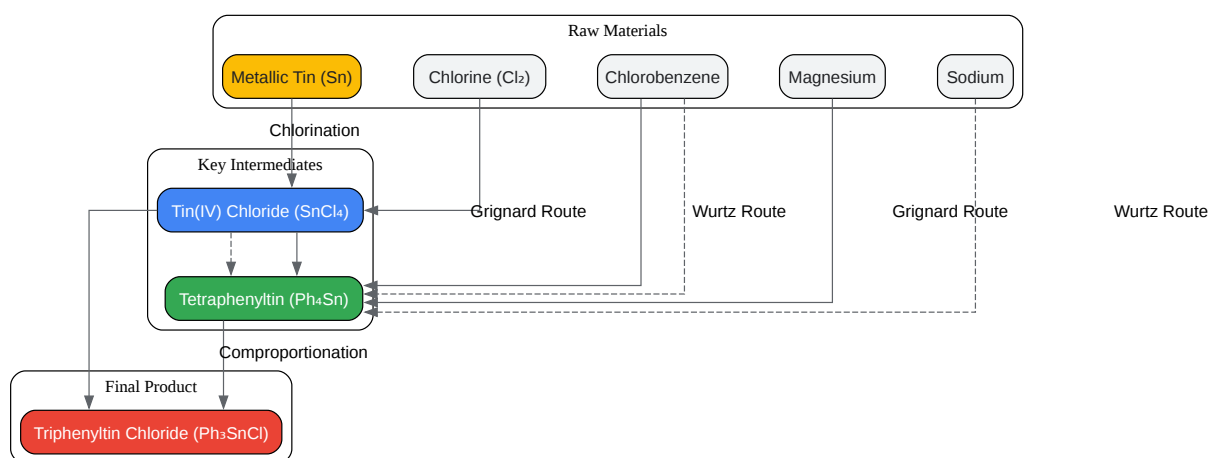 Raw Materials
Metallic Tin (Sn)
Chlorine (Cl₂)
Chlorobenzene
Magnesium
Sodium
Chlorination
Key Intermediates
Tin(IV) Chloride (SnCl₄)
Grignard Route
Wurtz Route
Grignard Route
Wurtz Route
Tetraphenyltin (Ph₄Sn)
Comproportionation
Final Product
Triphenyltin Chloride (Ph₃SnCl)